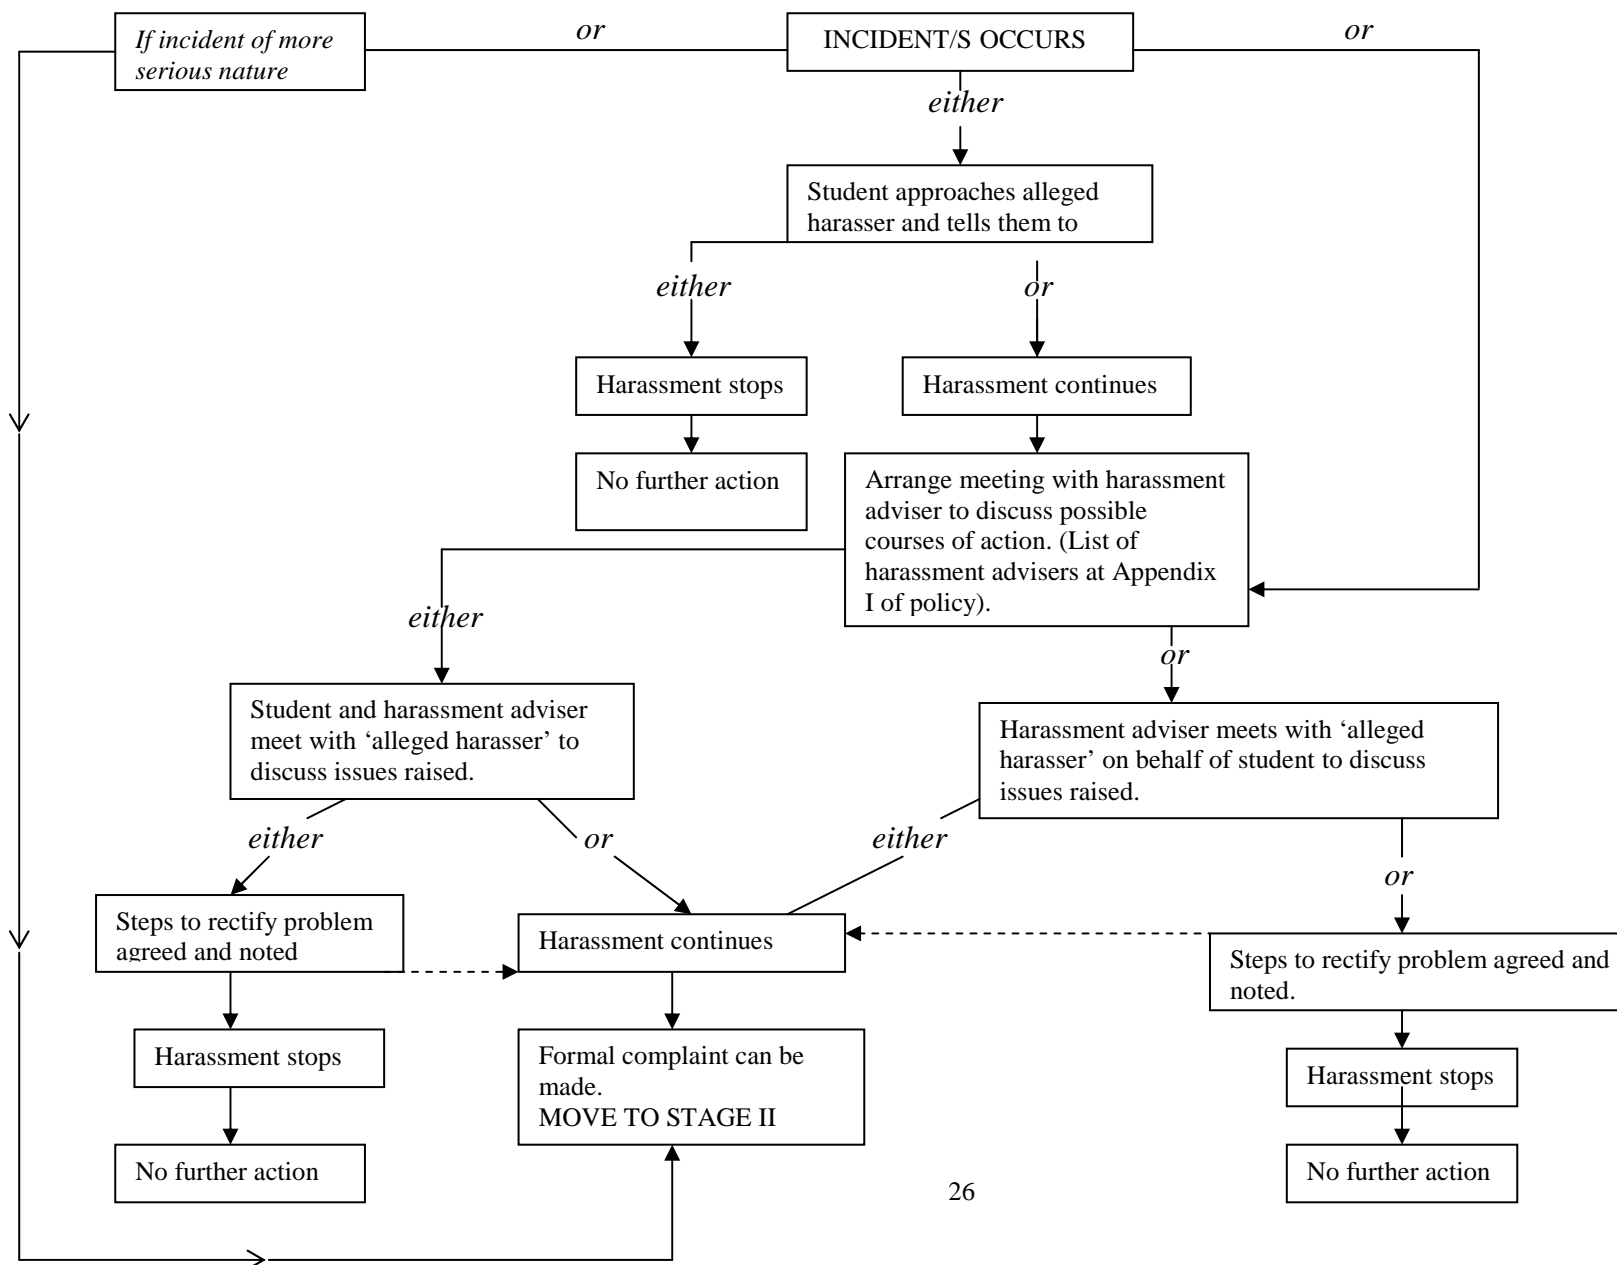 If incident of more
serious nature
or
INCIDENT/S OCCURS
or
either
Student approaches alleged
harasser and tells them to
either
or
Harassment stops
Harassment continues
No further action
Arrange meeting with harassment
adviser to discuss possible
courses of action. (List of
harassment advisers at Appendix
I of policy).
either
or
Student and harassment adviser
meet with ‘alleged harasser’ to
discuss issues raised.
Harassment adviser meets with ‘alleged
harasser’ on behalf of student to discuss
issues raised.
either
or
either
or
Steps to rectify problem
agreed and noted
Harassment continues
Steps to rectify problem agreed and
noted.
Harassment stops
Formal complaint can be
made.
MOVE TO STAGE II
Harassment stops
No further action
No further action
26